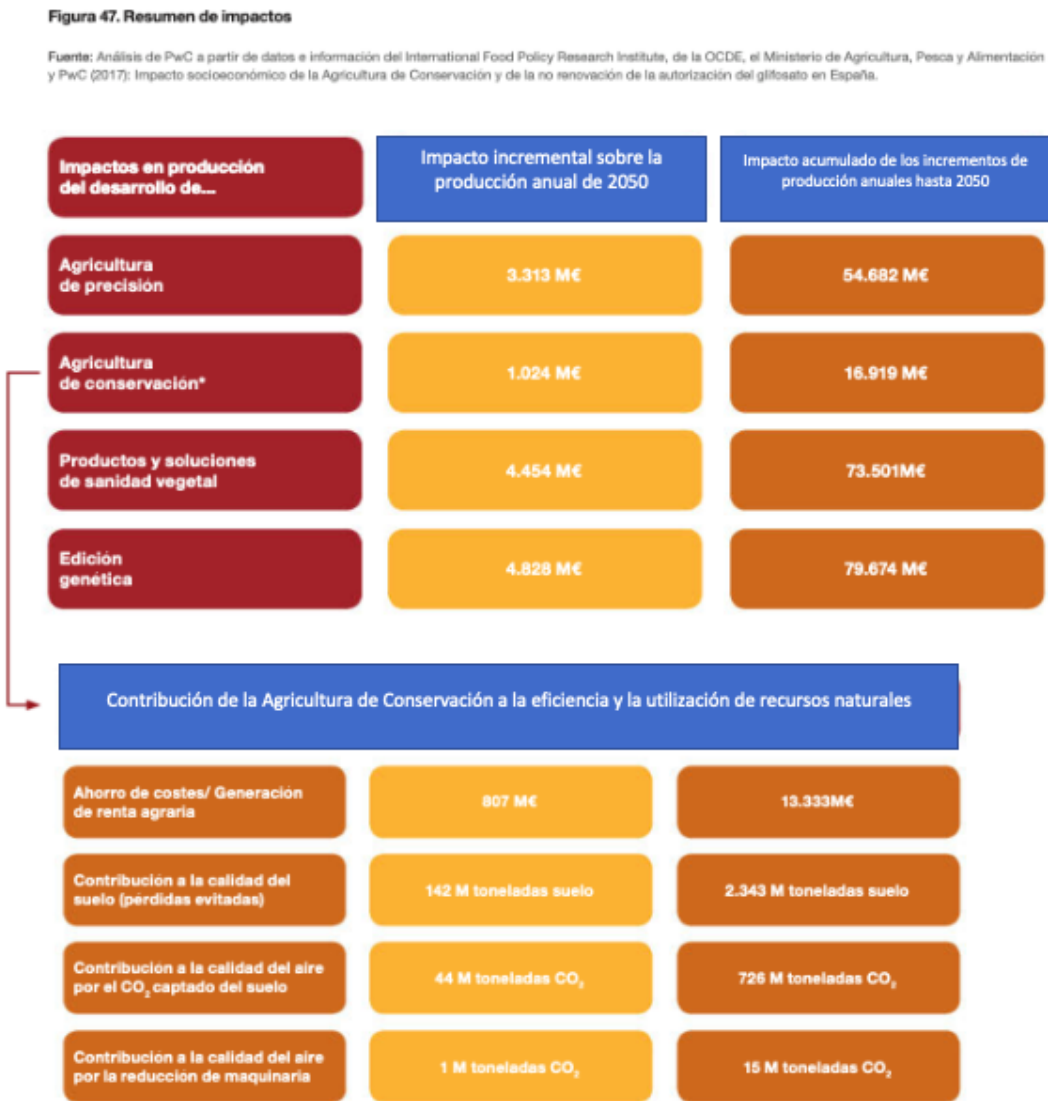 Figura 47. Resumen de impactos
Fuente: Análisis de PwC a partir de datos e información del International Food Policy Research Institute, de la OCDE, el Ministerio de Agricultura, Pesca y Alimentación
y PwC (2017): Impacto socioeconómico de la Agricultura de Conservación y de la no renovación de la autorización del glifosato en España.
Impactos en producción
del desarrollo de...
Impacto incremental sobre la
producción anual de 2050
Impacto acumulado de los incrementos de
producción anuales hasta 2050
Agricultura
de precisión
3.313 M€
54.682 M€
Agricultura
de conservación*
1.024 M€
16.919 M€
Productos y soluciones
de sanidad vegetal
4.454 M€
73.501M€
Edición
genética
4.828 M€
79.674 M€
Contribución de la Agricultura de Conservación a la eficiencia y la utilización de recursos naturales
Ahorro de costes/ Generación
de renta agraria
807 M€
13.333M€
Contribución a la calidad del
suelo (pérdidas evitadas)
142 M toneladas suelo
2.343 M toneladas suelo
Contribución a la calidad del aire
por el CO₂ captado del suelo
44 M toneladas CO₂
726 M toneladas CO₂
Contribución a la calidad del aire
por la reducción de maquinaria
1 M toneladas CO₂
15 M toneladas CO₂